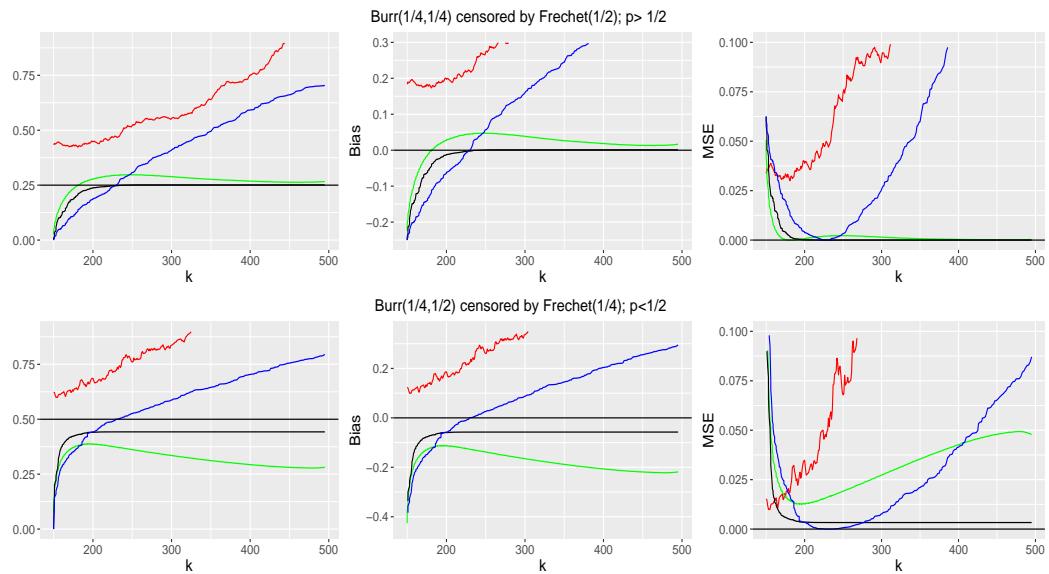 Burr(1/4,1/4) censored by Frechet(1/2); p> 1/2
0.75
0.50
0.25
0.00
200 300 400 500
k
Bias
0.3
0.2
0.1
0.0
−0.1
−0.2
200 300 400 500
k
MSE
0.100
0.075
0.050
0.025
0.000
200 300 400 500
k
Burr(1/4,1/2) censored by Frechet(1/4); p<1/2
0.75
0.50
0.25
0.00
200 300 400 500
k
Bias
0.2
0.0
−0.2
−0.4
200 300 400 500
k
MSE
0.100
0.075
0.050
0.025
0.000
200 300 400 500
k